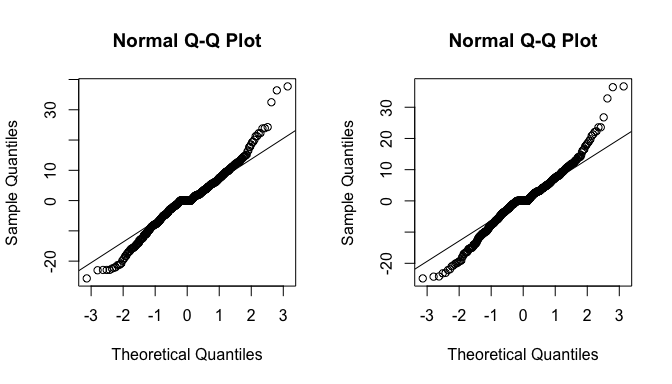 Normal Q-Q Plot
Sample Quantiles
30
10
0
-20
-3 -2 -1 0 1 2 3
Theoretical Quantiles
Normal Q-Q Plot
Sample Quantiles
30
20
10
0
-20
-3 -2 -1 0 1 2 3
Theoretical Quantiles